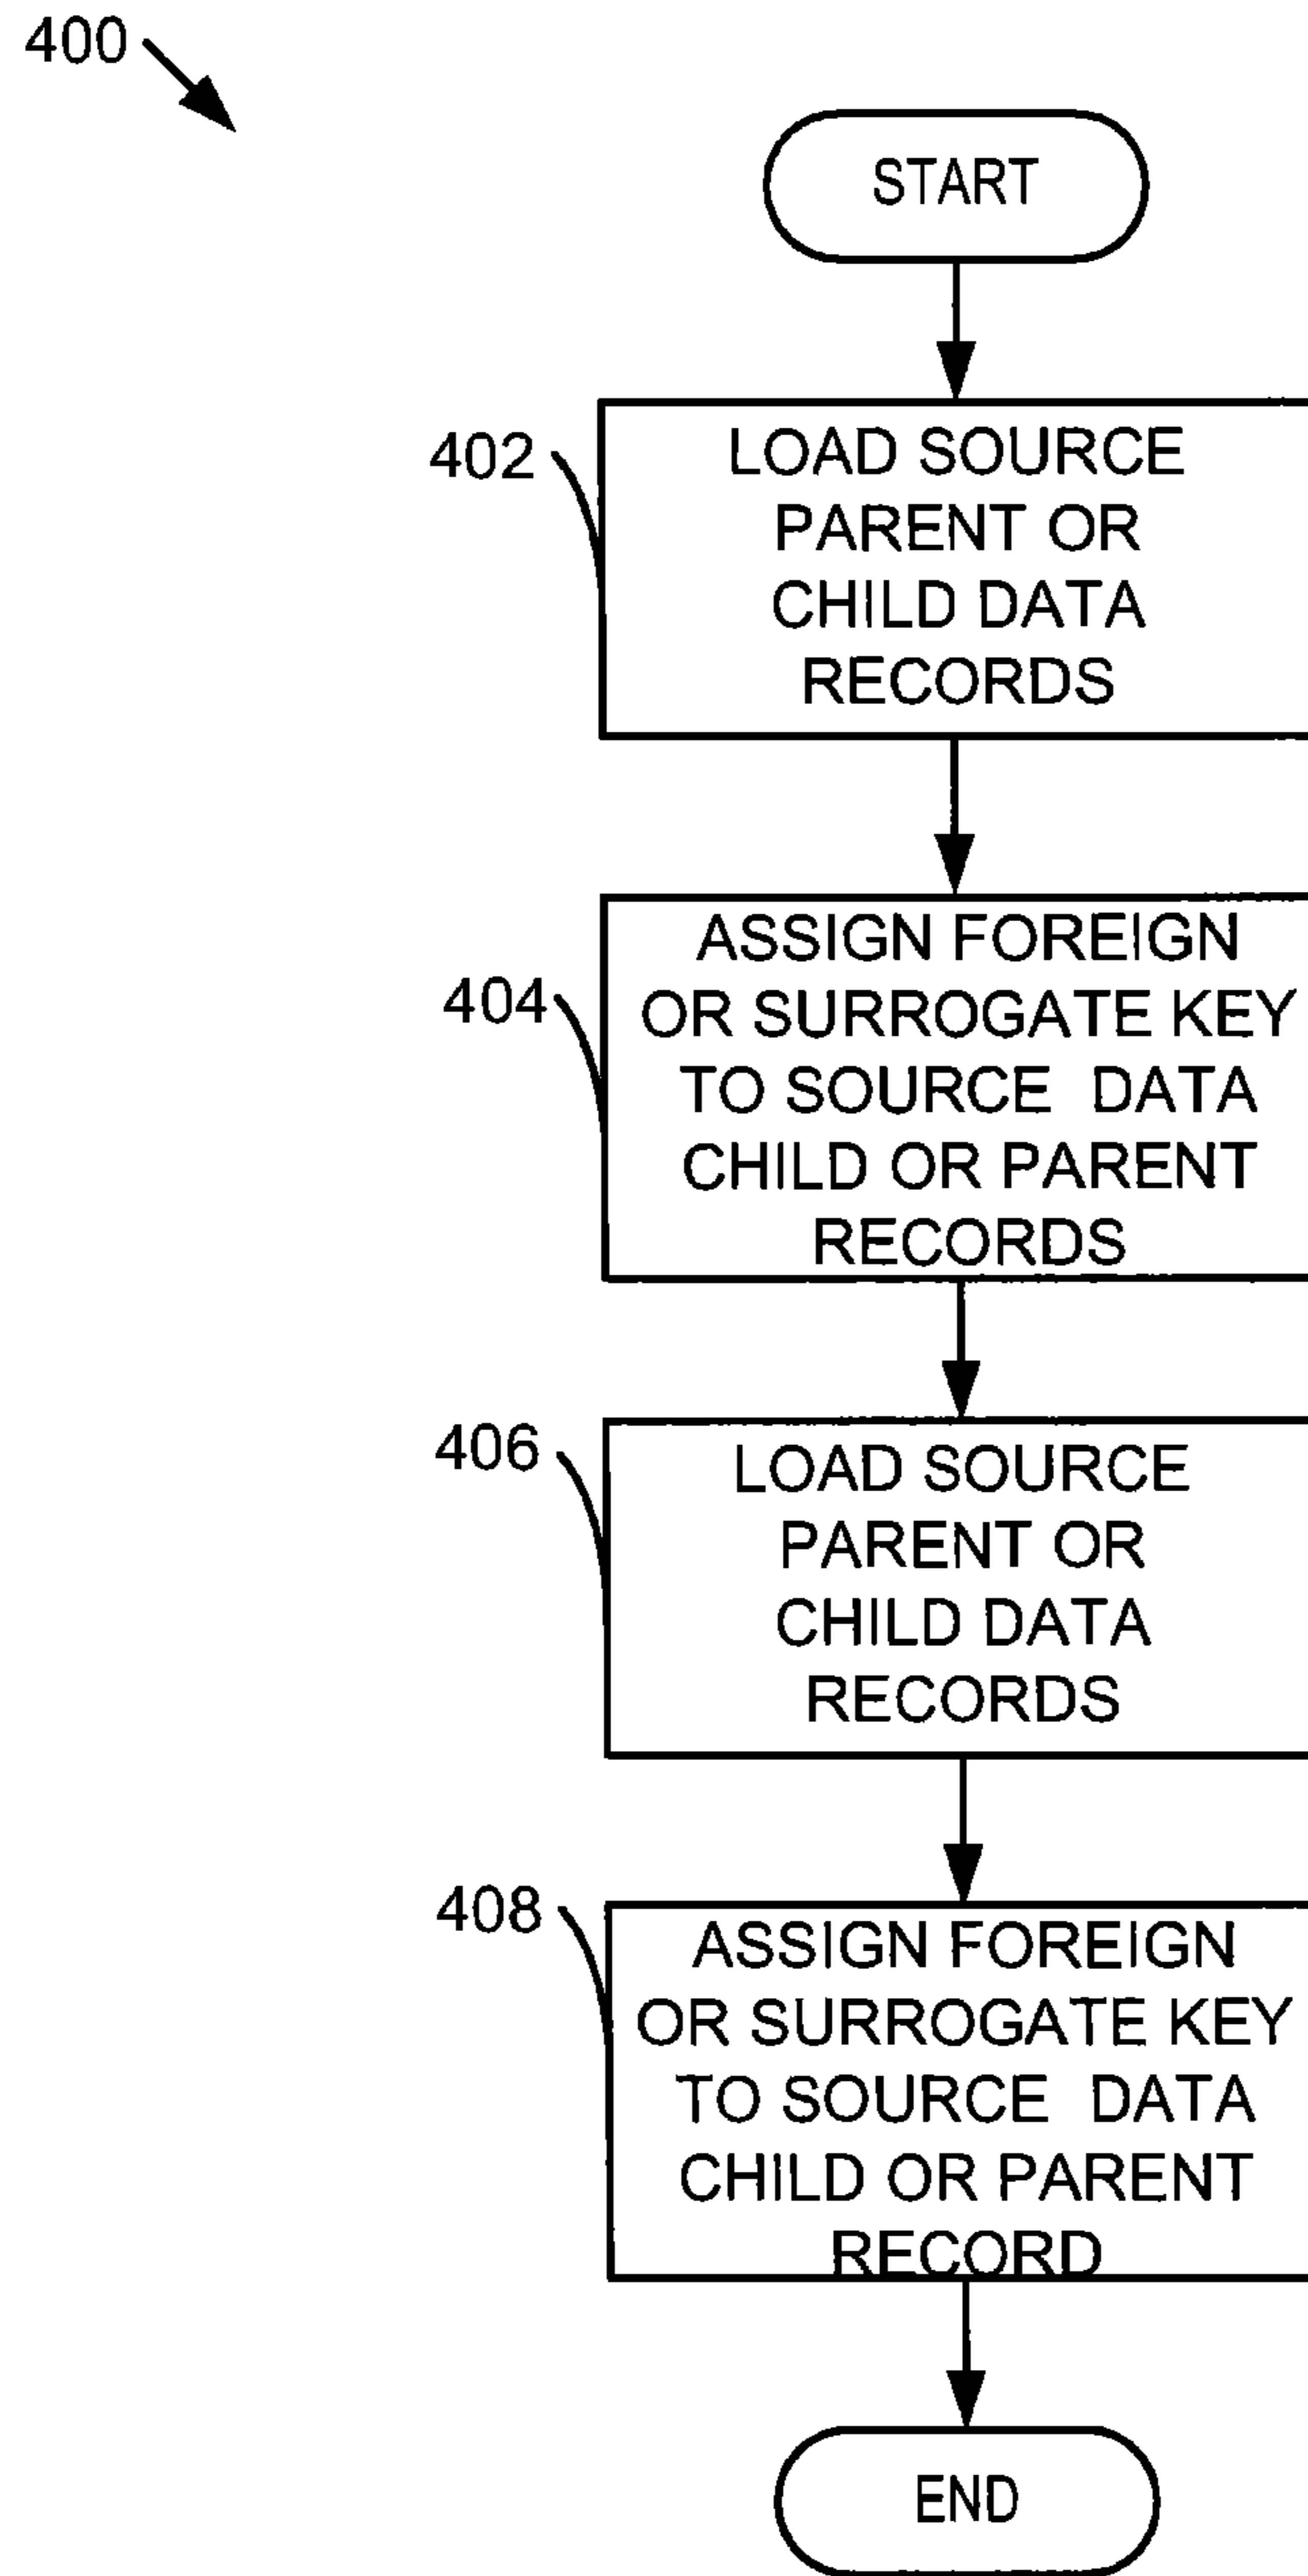 400
START
402
LOAD SOURCE
PARENT OR
CHILD DATA
RECORDS
404
ASSIGN FOREIGN
OR SURROGATE KEY
TO SOURCE DATA
CHILD OR PARENT
RECORDS
406
LOAD SOURCE
PARENT OR
CHILD DATA
RECORDS
408
ASSIGN FOREIGN
OR SURROGATE KEY
TO SOURCE DATA
CHILD OR PARENT
RECORD
END